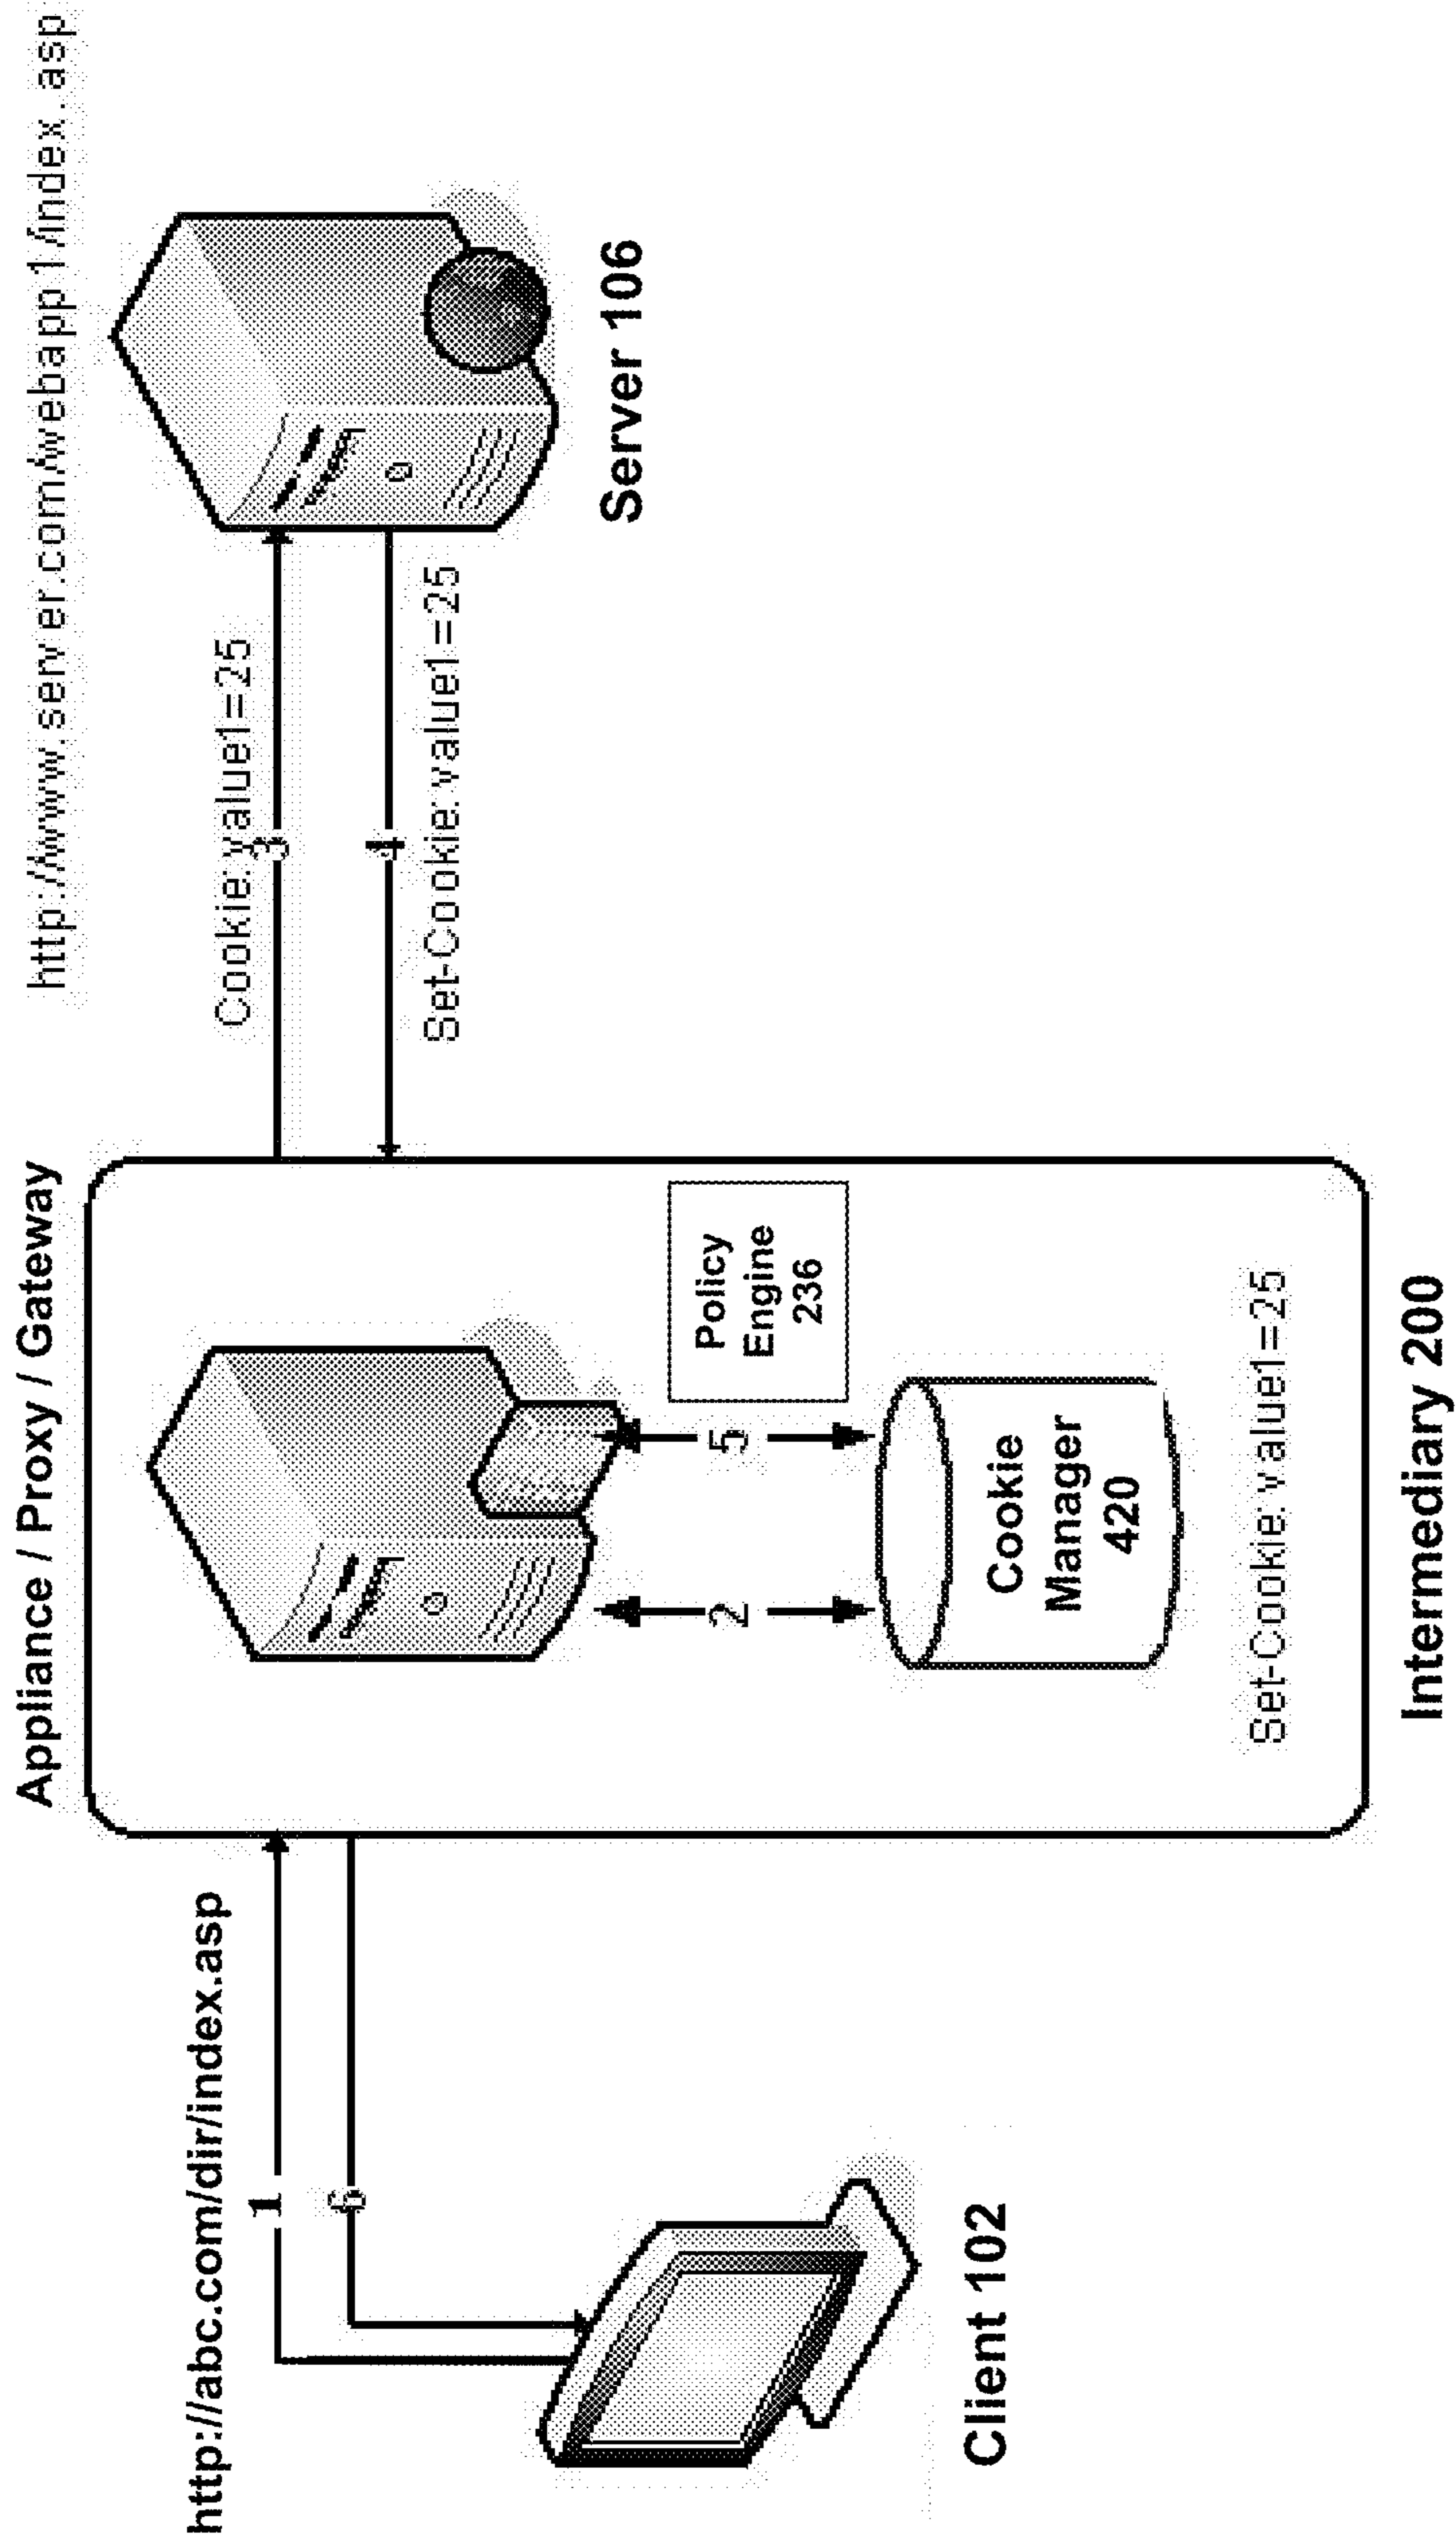 Appliance / Proxy / Gateway
http://www.server.com/webapp1/index.asp
http://abc.com/dir/index.asp
1
6
Client 102
2
5
Policy
Engine
236
Cookie
Manager
420
Set-Cookie: value1=25
Intermediary 200
Cookie: value1=25
3
4
Set-Cookie: value1=25
Server 106